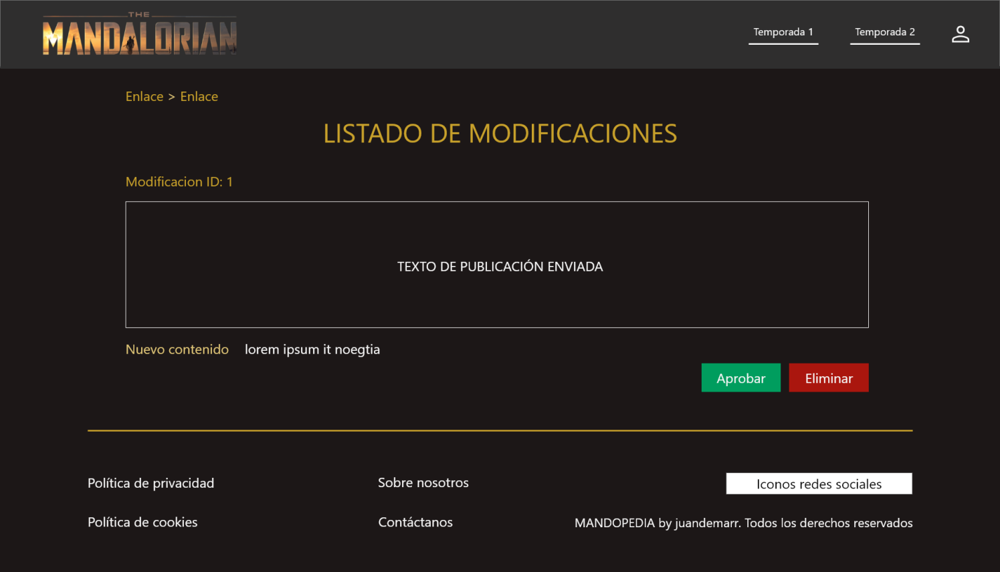 THE
MANDALORIAN
Temporada 1
Temporada 2
Enlace > Enlace
LISTADO DE MODIFICACIONES
Modificacion ID: 1
TEXTO DE PUBLICACIÓN ENVIADA
Nuevo contenido lorem ipsum it noegtia
Aprobar Eliminar
Política de privacidad Sobre nosotros Iconos redes sociales
Política de cookies Contáctanos MANDOPEDIA by juandemarr. Todos los derechos reservados